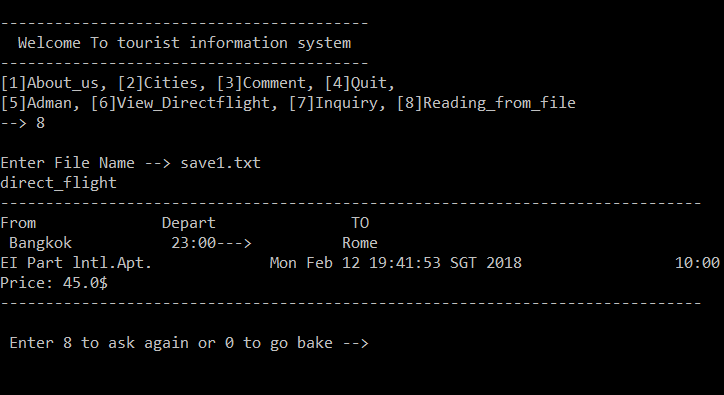 -----------------------------------------
Welcome To tourist information system
-----------------------------------------
[1]About_us, [2]Cities, [3]Comment, [4]Quit,
[5]Adman, [6]View_Directflight, [7]Inquiry, [8]Reading_from_file
--> 8
Enter File Name --> save1.txt
direct_flight
------------------------------------------------------------------------------
From Depart TO
Bangkok 23:00---> Rome
EI Part lntl.Apt. Mon Feb 12 19:41:53 SGT 2018 10:00
Price: 45.0$
------------------------------------------------------------------------------
Enter 8 to ask again or 0 to go bake -->